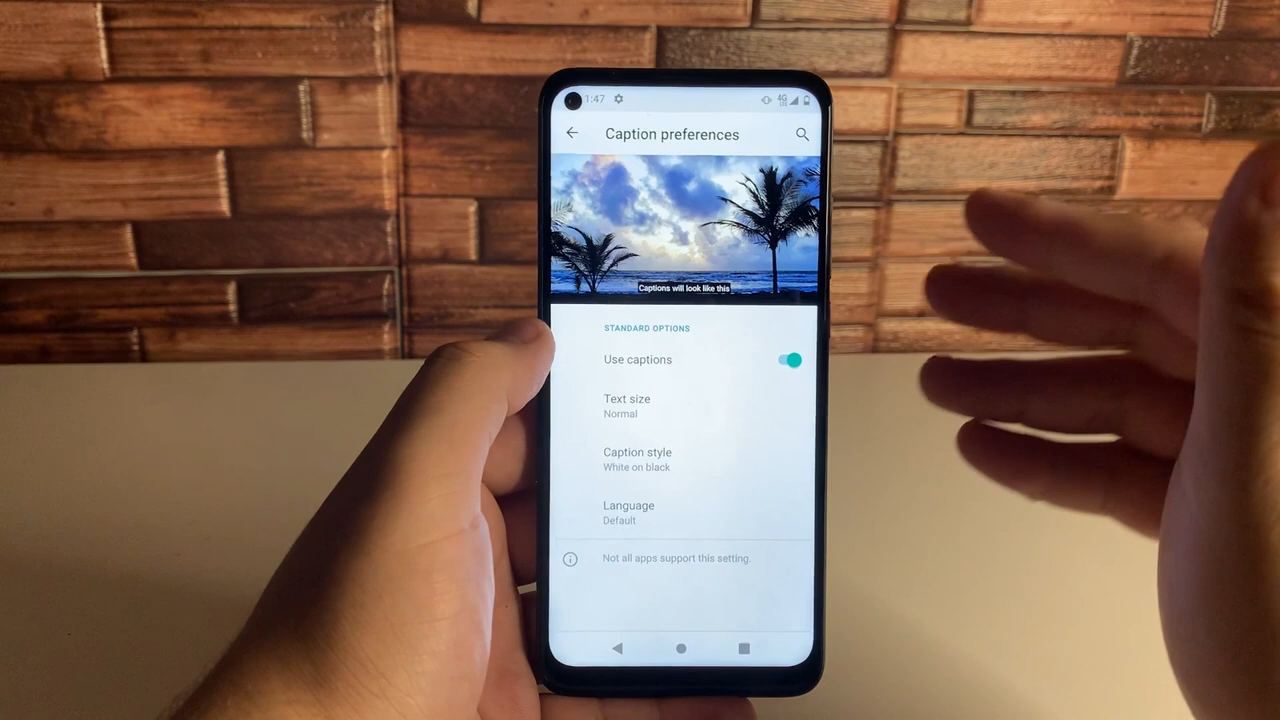 1:47
4G
Caption preferences
Captions will look like this
STANDARD OPTIONS
Use captions
Text size
Normal
Caption style
White on black
Language
Default
Not all apps support this setting.